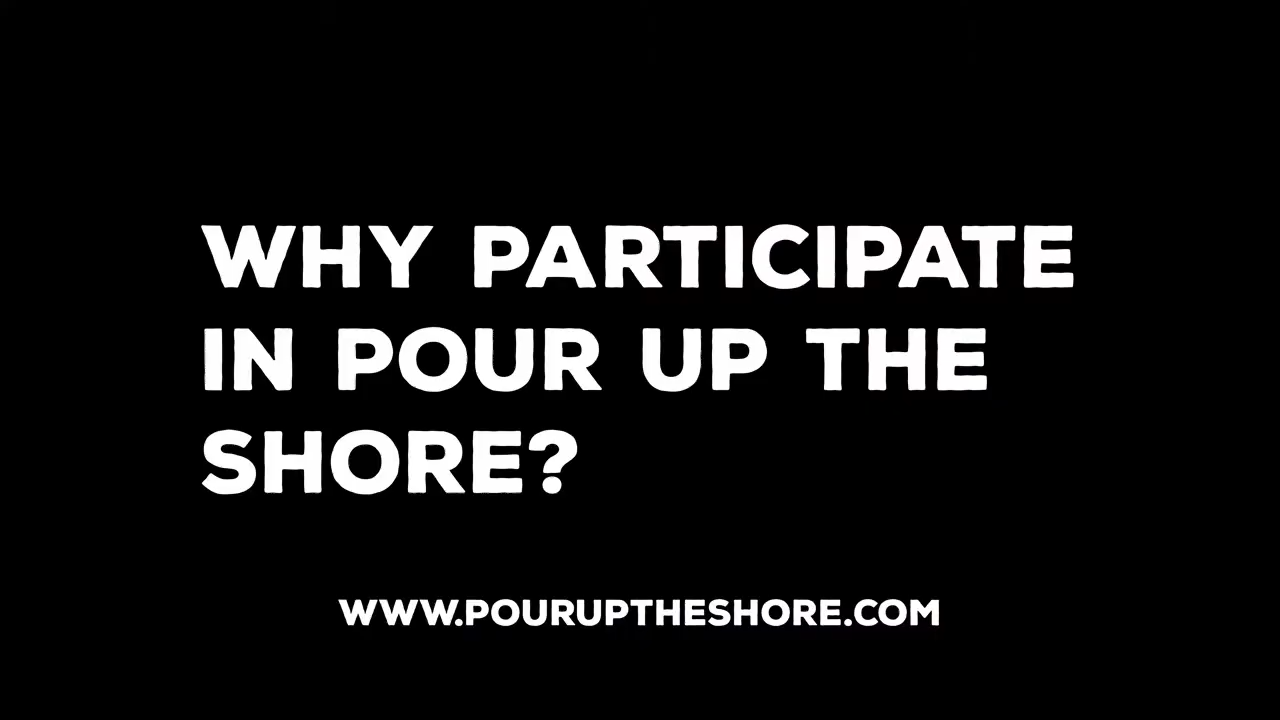 WHY PARTICIPATE
IN POUR UP THE
SHORE?
WWW.POURUPTHESHORE.COM